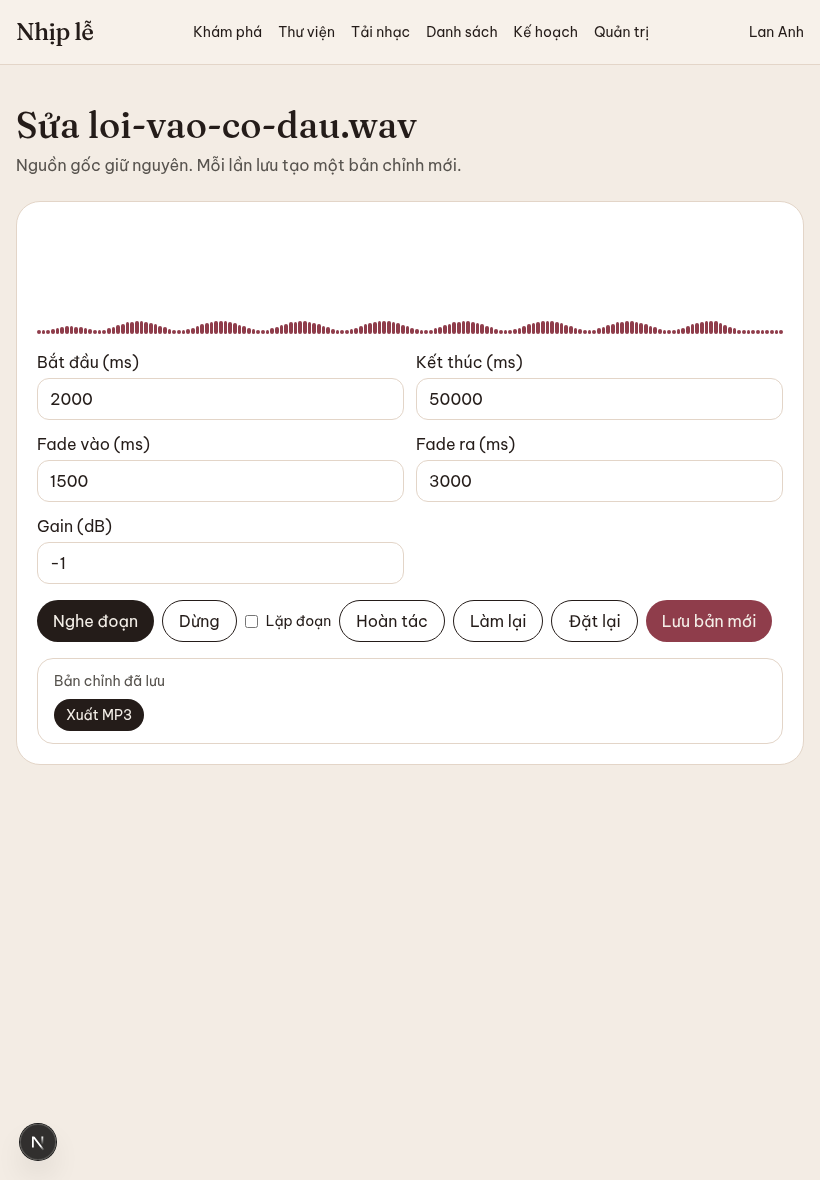 Nhịp lễ
Khám phá
Thư viện
Tải nhạc
Danh sách
Kế hoạch
Quản trị
Lan Anh
Sửa loi-vao-co-dau.wav
Nguồn gốc giữ nguyên. Mỗi lần lưu tạo một bản chỉnh mới.
Bắt đầu (ms)
Kết thúc (ms)
2000
50000
Fade vào (ms)
Fade ra (ms)
1500
3000
Gain (dB)
-1
Nghe đoạn
Dừng
Lặp đoạn
Hoàn tác
Làm lại
Đặt lại
Lưu bản mới
Bản chỉnh đã lưu
Xuất MP3
N